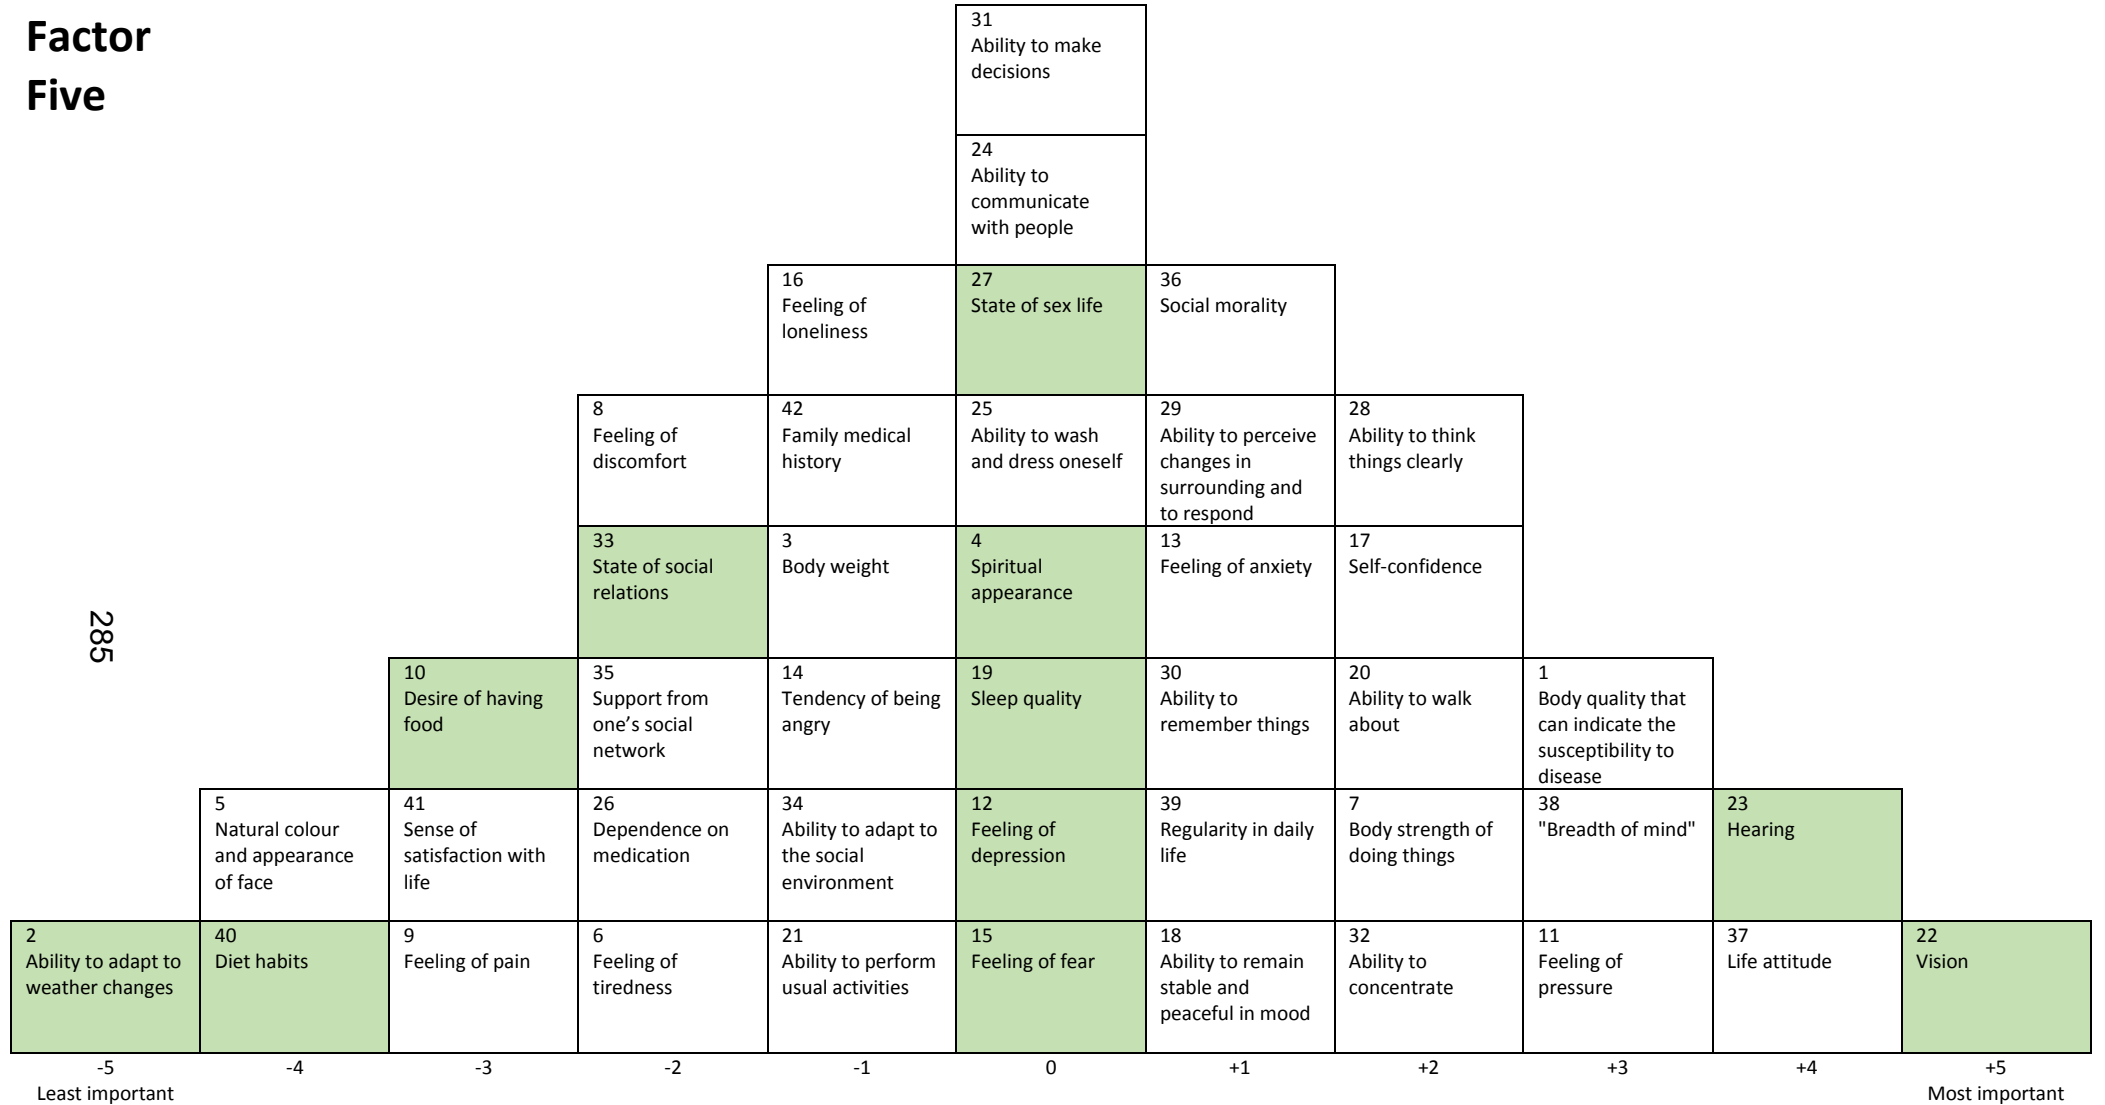 Factor
Five
31
Ability to make
decisions
24
Ability to
communicate
with people
16
Feeling of
loneliness
27
State of sex life
36
Social morality
8
Feeling of
discomfort
42
Family medical
history
25
Ability to wash
and dress oneself
29
Ability to perceive
changes in
surrounding and
to respond
28
Ability to think
things clearly
33
State of social
relations
3
Body weight
4
Spiritual
appearance
13
Feeling of anxiety
17
Self-confidence
285
10
Desire of having
food
35
Support from
one’s social
network
14
Tendency of being
angry
19
Sleep quality
30
Ability to
remember things
20
Ability to walk
about
1
Body quality that
can indicate the
susceptibility to
disease
5
Natural colour
and appearance
of face
41
Sense of
satisfaction with
life
26
Dependence on
medication
34
Ability to adapt to
the social
environment
12
Feeling of
depression
39
Regularity in daily
life
7
Body strength of
doing things
38
"Breadth of mind"
23
Hearing
2
Ability to adapt to
weather changes
40
Diet habits
9
Feeling of pain
6
Feeling of
tiredness
21
Ability to perform
usual activities
15
Feeling of fear
18
Ability to remain
stable and
peaceful in mood
32
Ability to
concentrate
11
Feeling of
pressure
37
Life attitude
22
Vision
-5
Least important
-4
-3
-2
-1
0
+1
+2
+3
+4
+5
Most important